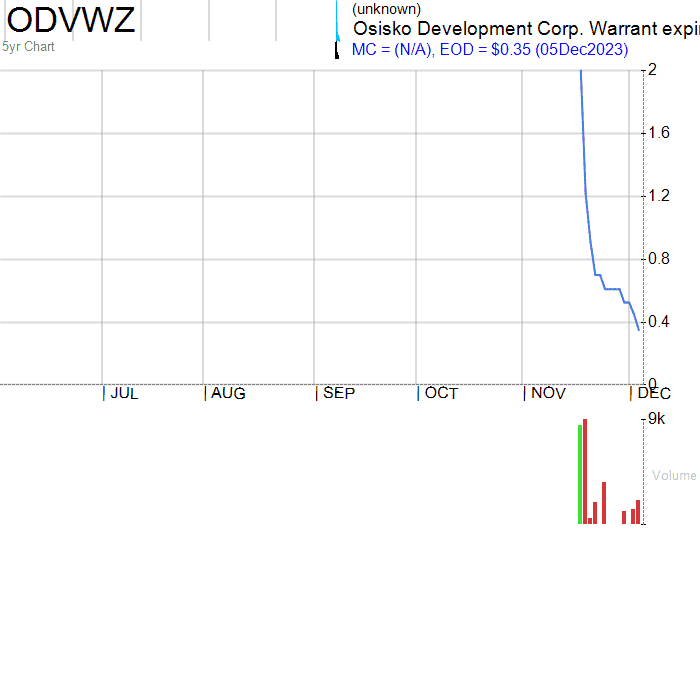 ODVWZ
5yr Chart
(unknown)
Osisko Development Corp. Warrant expi
MC = (N/A), EOD = $0.35 (05Dec2023)
2
1.6
1.2
0.8
0.4
0
JUL AUG SEP OCT NOV DEC
9k
Volume